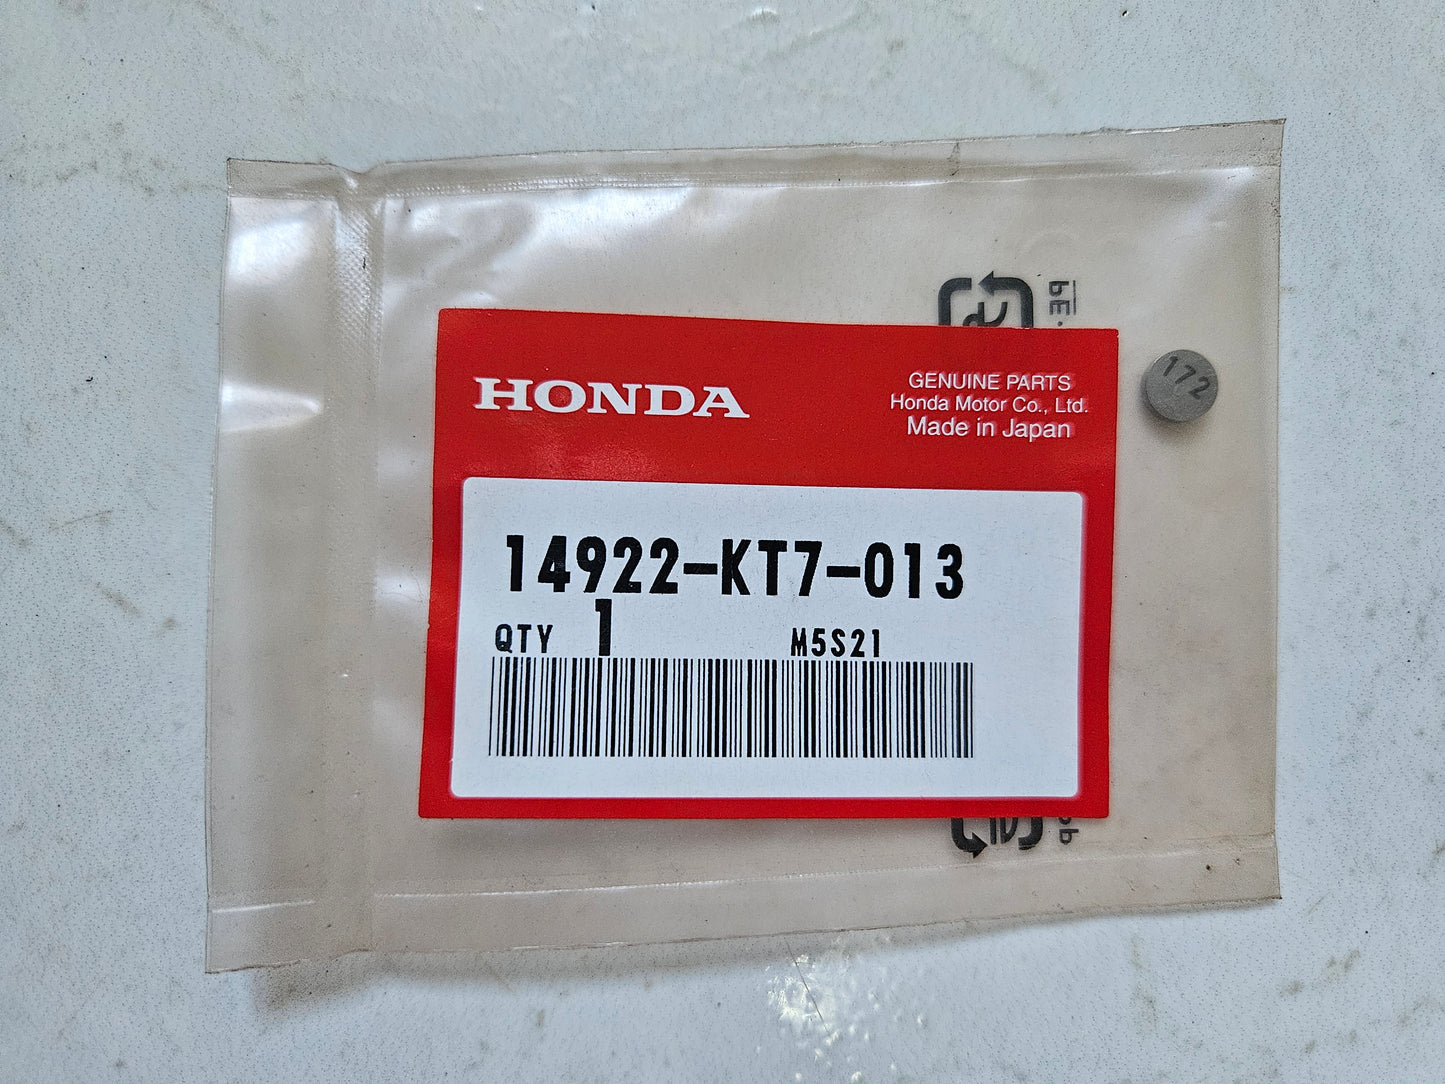 HONDA
GENUINE PARTS
Honda Motor Co., Ltd.
Made in Japan
172
14922-KT7-013
QTY 1 M5S21